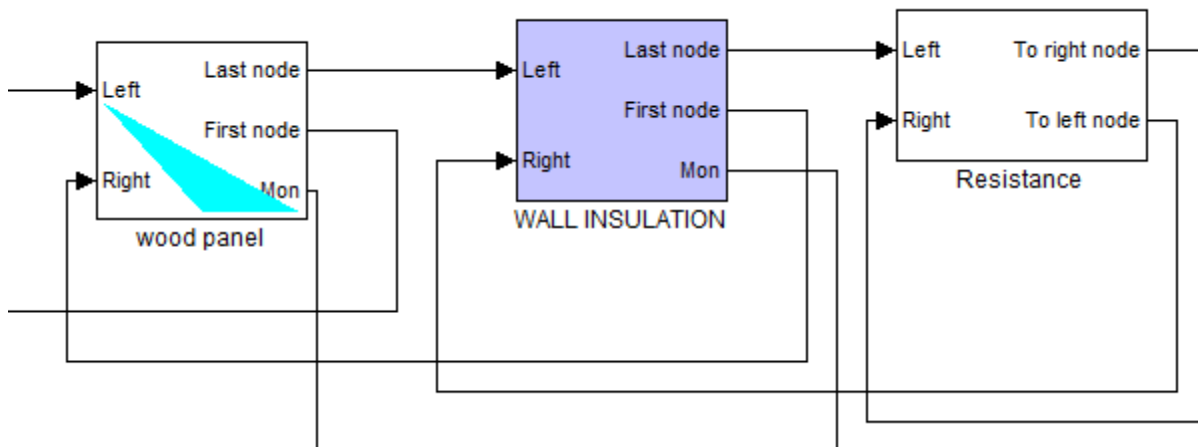 Left
Right
Last node
First node
Mon
wood panel
Left
Right
Last node
First node
Mon
WALL INSULATION
Left
Right
To right node
To left node
Resistance